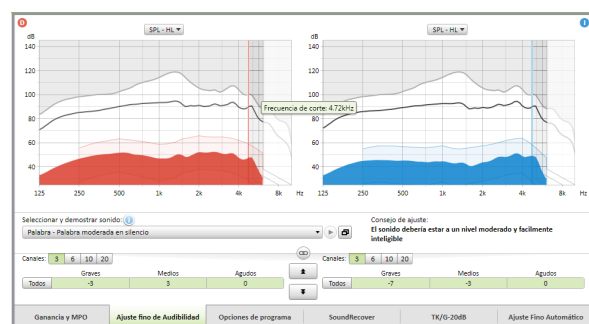 D SPL - HL SPL - HL I
dB dB
140 140
120 120
100 100
80 80
60 60
40 40
Frecuencia de corte: 4.72kHz
125 250 500 1k 2k 4k 8k Hz 125 250 500 1k 2k 4k 8k Hz
Seleccionar y demostrar sonido: Consejo de ajuste:
Palabra - Palabra moderada en silencio El sonido debería estar a un nivel moderado y facilmente
inteligible
Canales: 3 6 10 20 Canales: 3 6 10 20
Graves Medios Agudos Graves Medios Agudos
Todos -3 3 0 Todos -7 -3 0
Ganancia y MPO Ajuste fino de Audibilidad Opciones de programa SoundRecover TK/G-20dB Ajuste Fino Automático